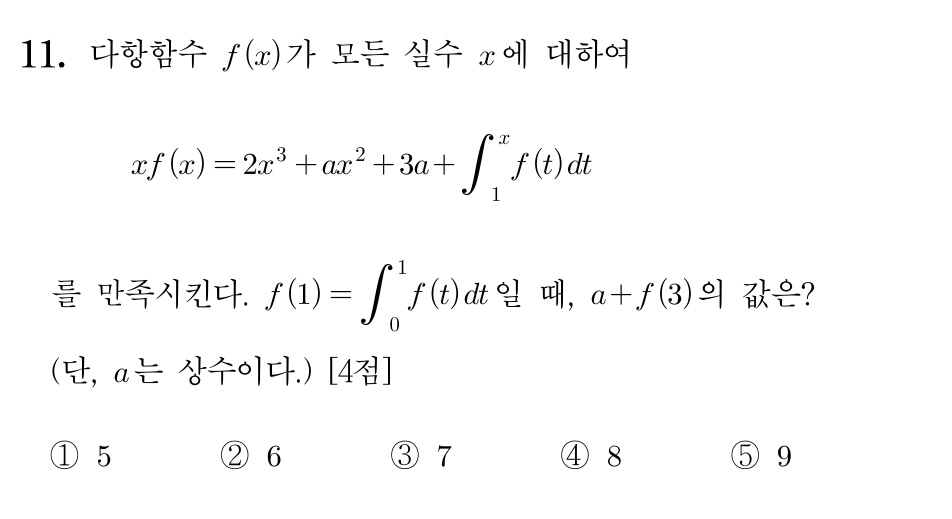 11. 다항함수 f(x)가 모든 실수 x에 대하여
xf(x)=2x³+ax²+3a+∫₁ˣ f(t)dt
를 만족시킨다. f(1)=∫₀¹ f(t)dt일 때, a+f(3)의 값은?
(단, a는 상수이다.) [4점]
① 5 ② 6 ③ 7 ④ 8 ⑤ 9